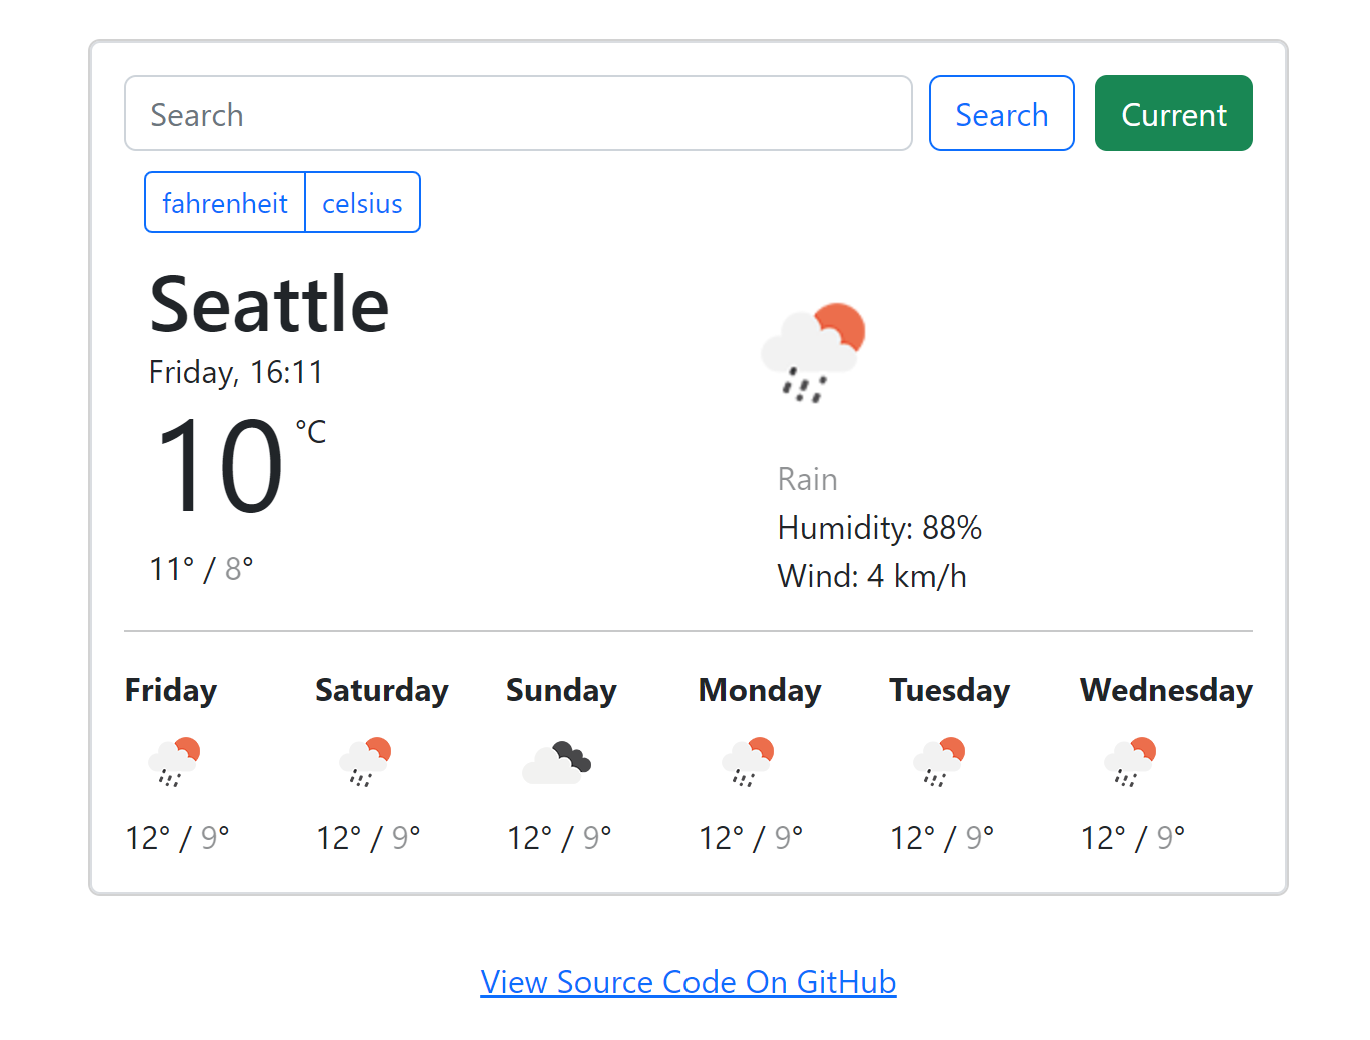 Search Search Current
fahrenheit celsius
Seattle
Friday, 16:11
10 °C
11° / 8°
Rain
Humidity: 88%
Wind: 4 km/h
Friday Saturday Sunday Monday Tuesday Wednesday
12° / 9° 12° / 9° 12° / 9° 12° / 9° 12° / 9° 12° / 9°
View Source Code On GitHub